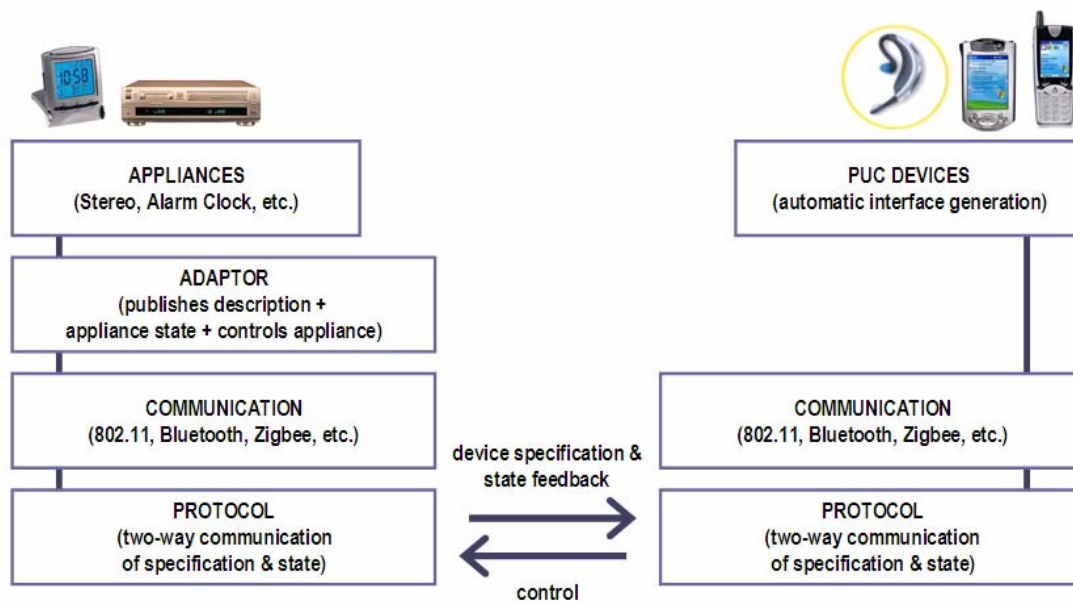 10:58
APPLIANCES
(Stereo, Alarm Clock, etc.)
ADAPTOR
(publishes description +
appliance state + controls appliance)
COMMUNICATION
(802.11, Bluetooth, Zigbee, etc.)
PROTOCOL
(two-way communication
of specification & state)
device specification &
state feedback
control
PUC DEVICES
(automatic interface generation)
COMMUNICATION
(802.11, Bluetooth, Zigbee, etc.)
PROTOCOL
(two-way communication
of specification & state)